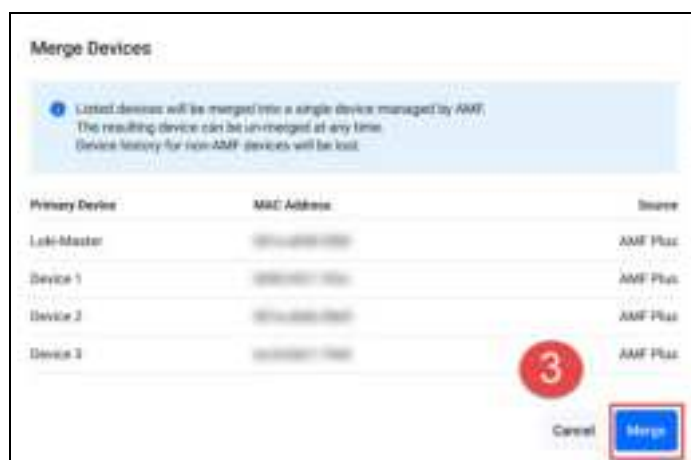 Merge Devices
Listed devices will be merged into a single device managed by AMF.
The resulting device can be un-merged at any time.
Device history for non-AMF devices will be lost.
Primary Device MAC Address Source
Loki-Master AMF Plus
Device 1 AMF Plus
Device 2 AMF Plus
Device 3 AMF Plus
3
Cancel Merge